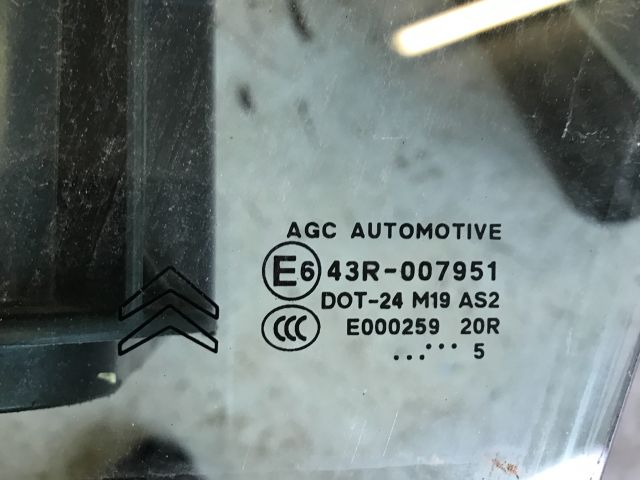 AGC AUTOMOTIVE
E6 43R-007951
DOT-24 M19 AS2
CCC E000259 20R
...... 5